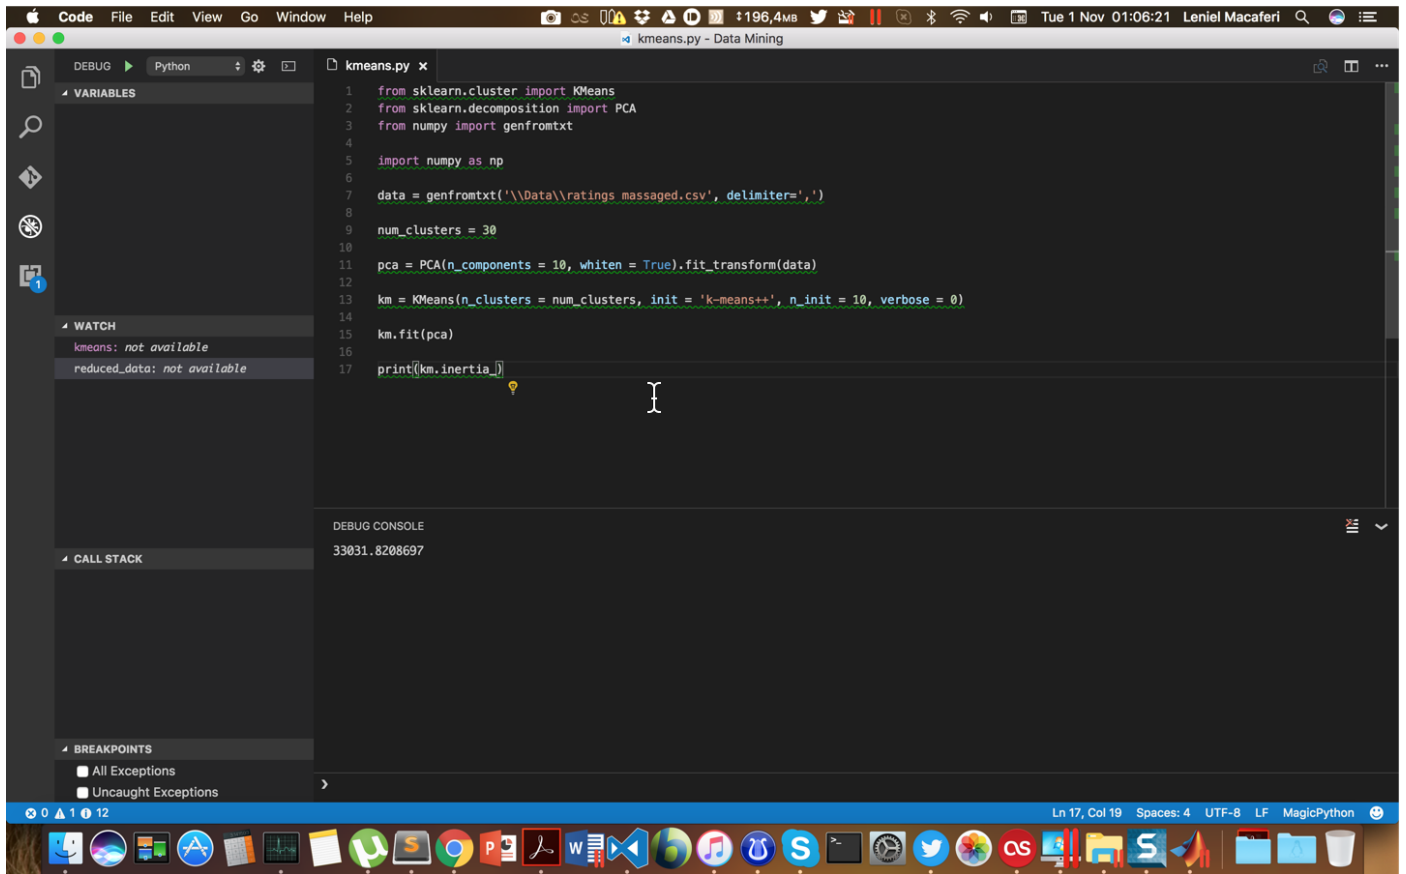 Code File Edit View Go Window Help 196,4MB Tue 1 Nov 01:06:21 Leniel Macaferi
kmeans.py - Data Mining
DEBUG Python
kmeans.py
VARIABLES
WATCH
kmeans: not available
reduced_data: not available
CALL STACK
BREAKPOINTS
All Exceptions
Uncaught Exceptions
1 from sklearn.cluster import KMeans
2 from sklearn.decomposition import PCA
3 from numpy import genfromtxt
4
5 import numpy as np
6
7 data = genfromtxt('\\Data\\ratings massaged.csv', delimiter=',')
8
9 num_clusters = 30
10
11 pca = PCA(n_components = 10, whiten = True).fit_transform(data)
12
13 km = KMeans(n_clusters = num_clusters, init = 'k-means++', n_init = 10, verbose = 0)
14
15 km.fit(pca)
16
17 print(km.inertia_)
DEBUG CONSOLE
33031.8208697
1
0 1 12
Ln 17, Col 19 Spaces: 4 UTF-8 LF MagicPython